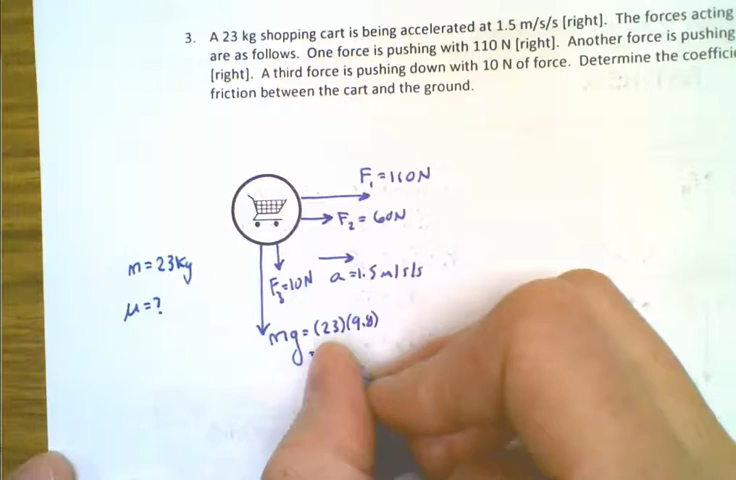 3. A 23 kg shopping cart is being accelerated at 1.5 m/s/s [right]. The forces acting
are as follows. One force is pushing with 110 N [right]. Another force is pushing
[right]. A third force is pushing down with 10 N of force. Determine the
friction between the cart and the ground.
F₁=110N
F₂=60N
m=23Kg
F₃=10N a=1.5m/s/s
μ=?
mg=(23)(9.8)